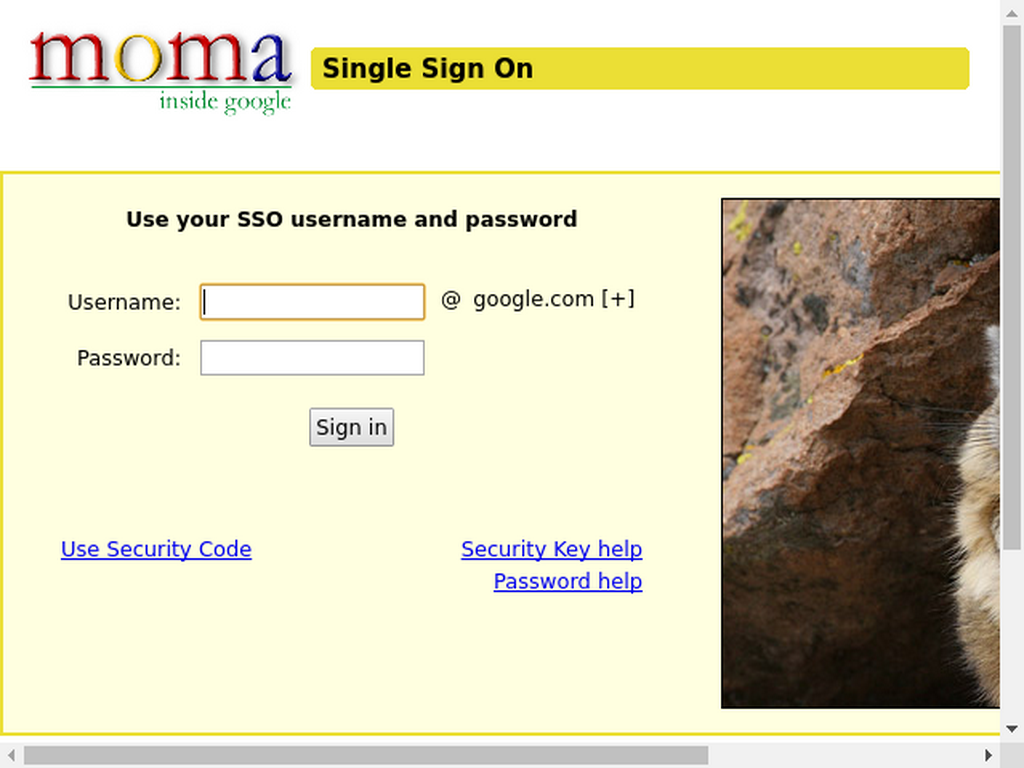 moma
inside google
Single Sign On
Use your SSO username and password
Username:
@ google.com [+]
Password:
Sign in
Use Security Code
Security Key help
Password help